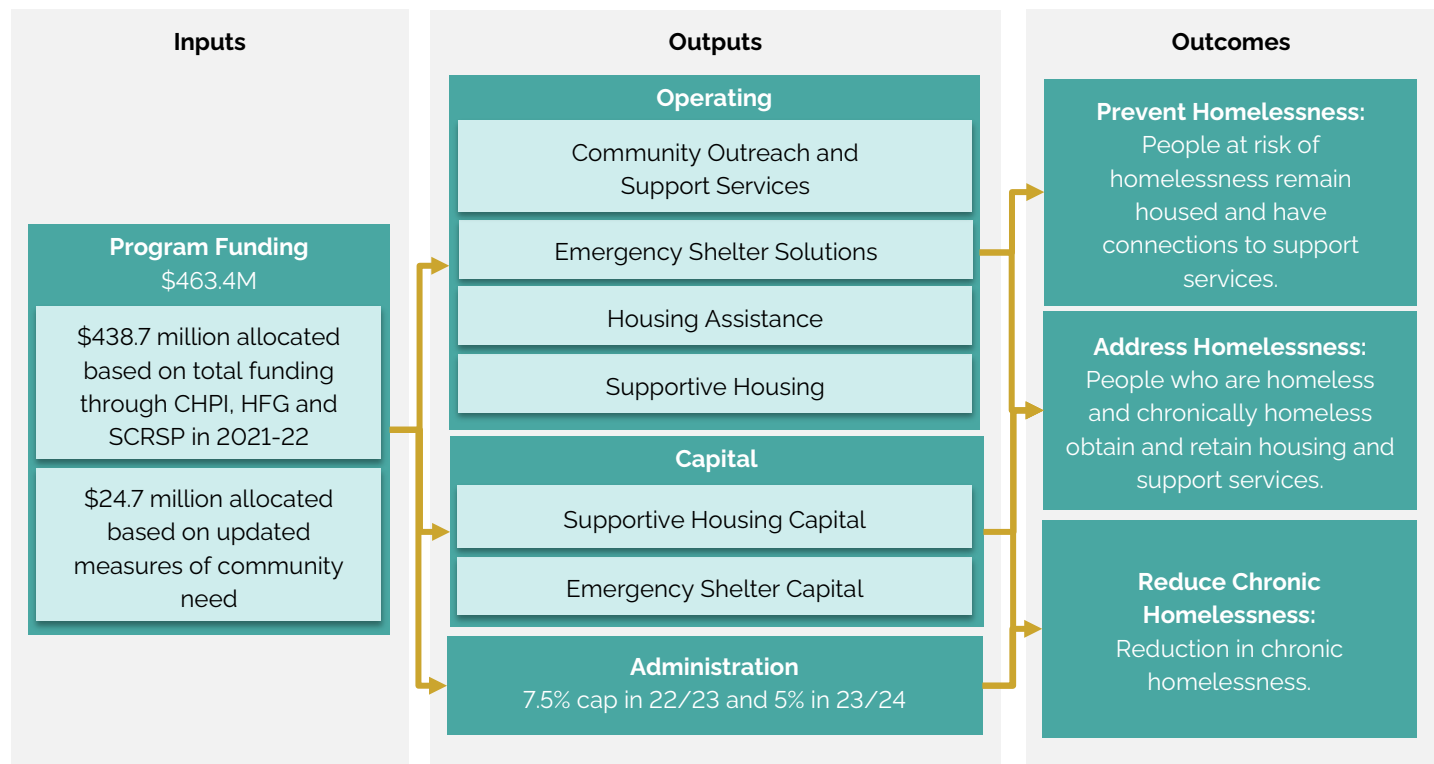 Inputs
Program Funding
$463.4M
$438.7 million allocated
based on total funding
through CHPI, HFG and
SCRSP in 2021-22
$24.7 million allocated
based on updated
measures of community
need
Outputs
Operating
Community Outreach and
Support Services
Emergency Shelter Solutions
Housing Assistance
Supportive Housing
Capital
Supportive Housing Capital
Emergency Shelter Capital
Administration
7.5% cap in 22/23 and 5% in 23/24
Outcomes
Prevent Homelessness:
People at risk of
homelessness remain
housed and have
connections to support
services.
Address Homelessness:
People who are homeless
and chronically homeless
obtain and retain housing and
support services.
Reduce Chronic
Homelessness:
Reduction in chronic
homelessness.